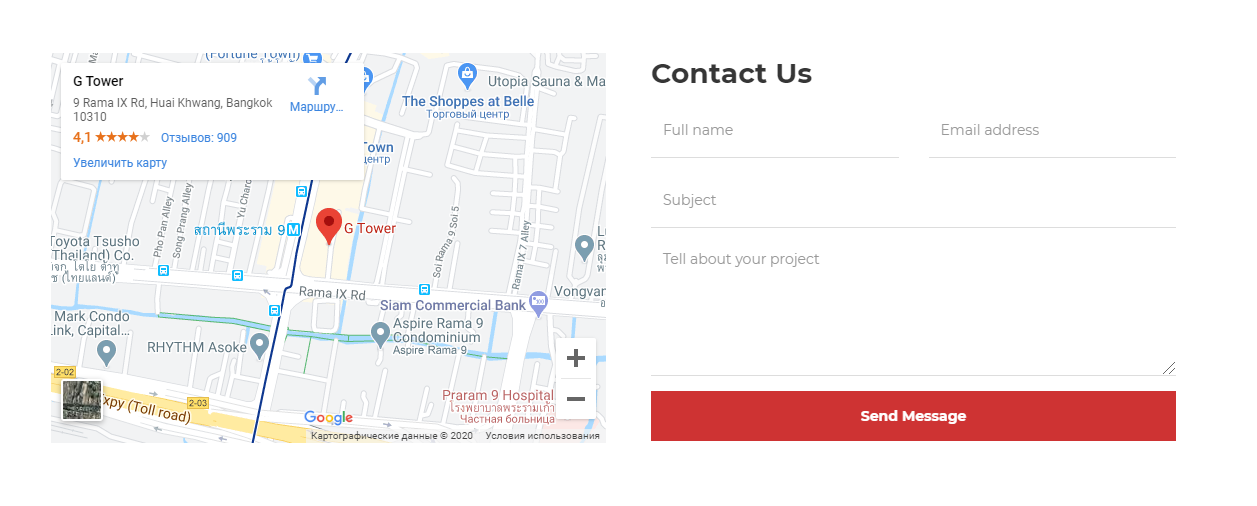 (Fortune Town)
G Tower
9 Rama IX Rd, Huai Khwang, Bangkok
10310
4,1
Отзывов: 909
Увеличить карту
Маршру...
Utopia Sauna & Ma
The Shoppes at Belle
Торговый центр
Town
центр
Yu Charo
Pho Pan Alley
Song Prang Alley
สถานีพระราม 9
M
G Tower
Soi Rama 9 Soi 5
Rama IX 7 Alley
Toyota Tsusho
Thailand) Co.
Rama IX Rd
Siam Commercial Bank
Vongvar
Mark Condo
ink, Capital...
RHYTHM Asoke
Aspire Rama 9
Condominium
Aspire Rama 9
2-02
2-03
Expy (Toll road)
Praram 9 Hospital
โรงพยาบาลพระรามเก้า
Частная больница
Google
Картографические данные © 2020
Условия использования
Contact Us
Full name
Email address
Subject
Tell about your project
Send Message